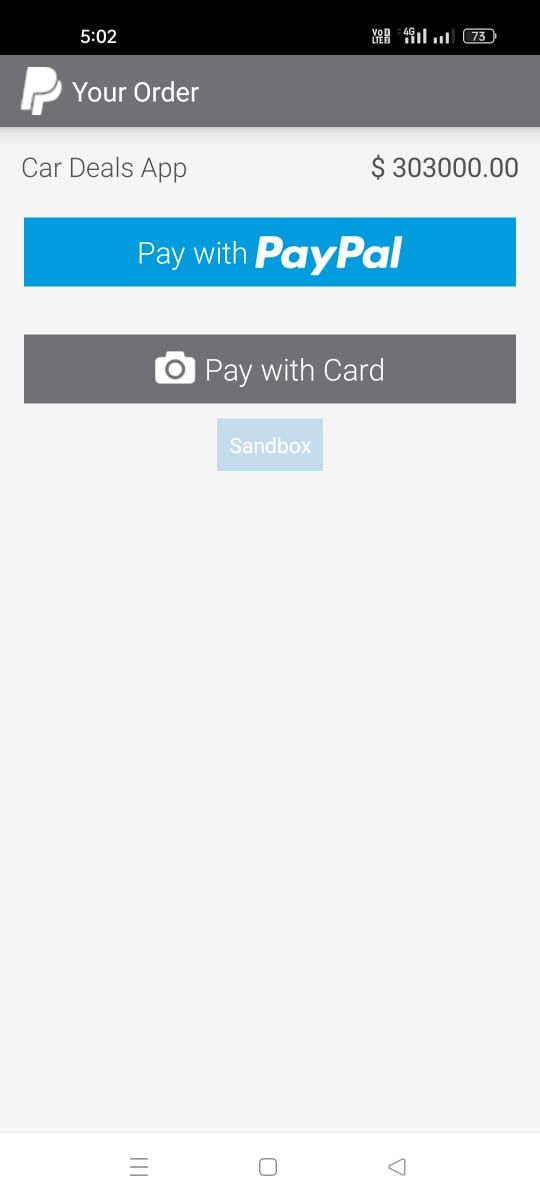 5:02
VoD LTE 4G 73
Your Order
Car Deals App
$ 303000.00
Pay with PayPal
Pay with Card
Sandbox